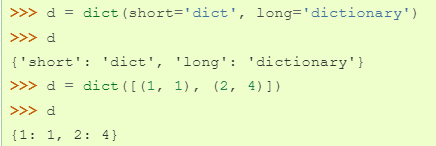 >>> d = dict(short='dict', long='dictionary')
>>> d
{'short': 'dict', 'long': 'dictionary'}
>>> d = dict([(1, 1), (2, 4)])
>>> d
{1: 1, 2: 4}